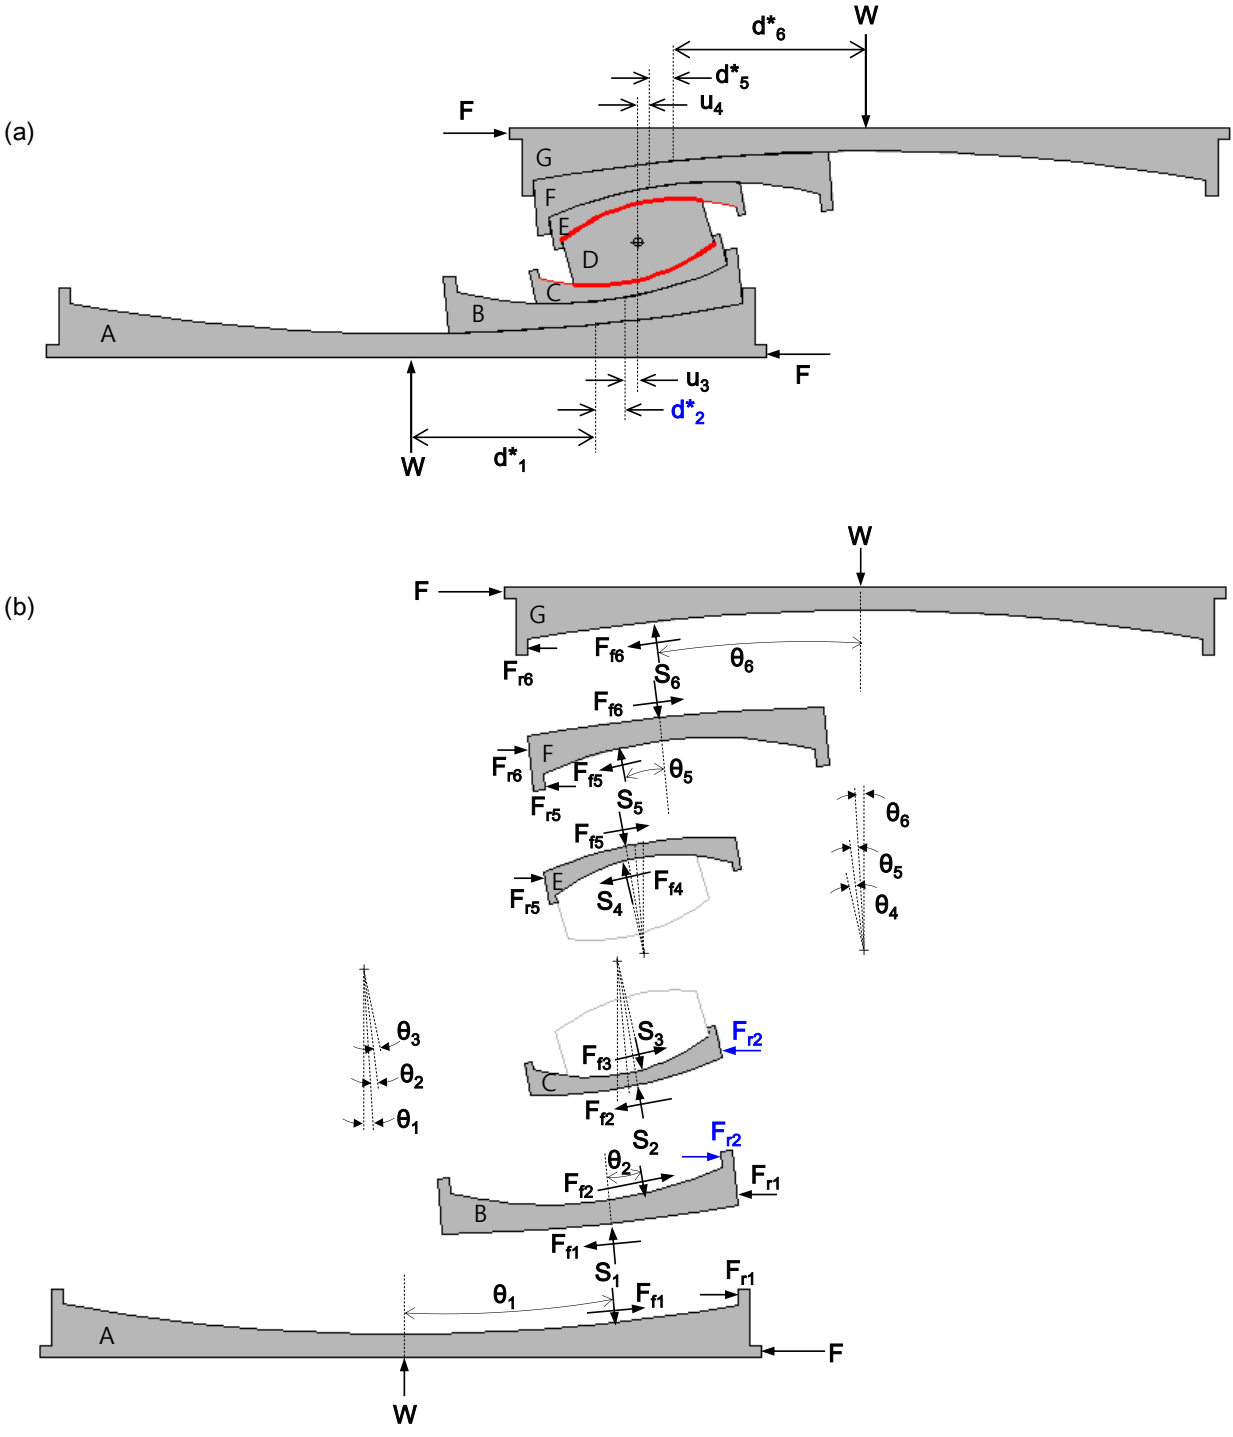 W
d*6
d*5
u4
F
(a)
G
F
E
D
C
B
A
F
u3
d*2
d*1
W
W
F
(b)
G
Ff6
θ6
Fr6
S6
Ff6
F
Fr6
Ff5
θ5
Fr5
S5
θ6
Ff5
θ5
E
Ff4
Fr5
S4
θ4
θ3
S3
Fr2
Ff3
θ2
C
Ff2
θ1
Fr2
S2
θ2
Ff2
Fr1
B
Ff1
S1
Fr1
θ1
Ff1
A
F
W